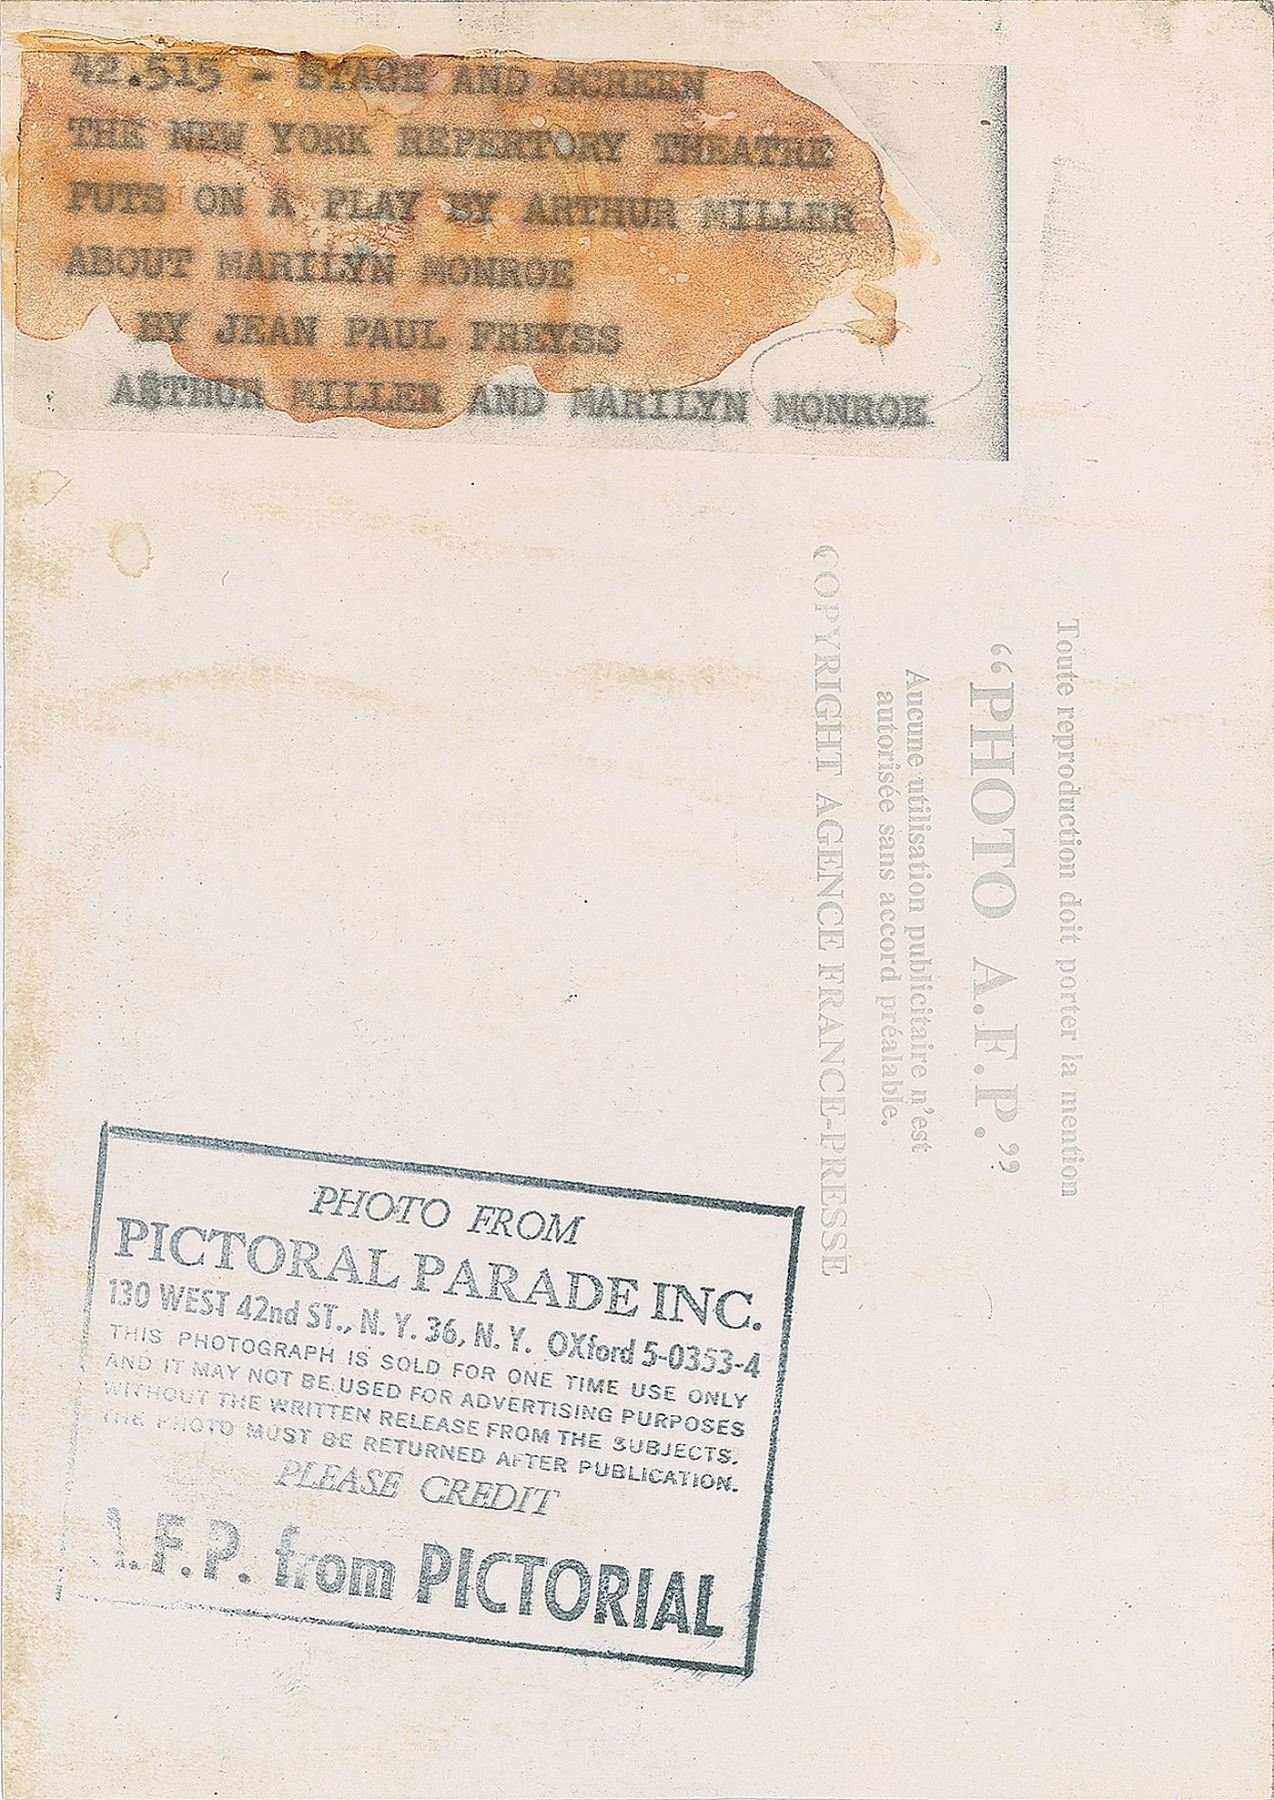 42.515 - STAGE AND SCREEN
THE NEW YORK REPERTORY THEATRE
PUTS ON A PLAY BY ARTHUR MILLER
ABOUT MARILYN MONROE
BY JEAN PAUL FREYSS
ARTHUR MILLER AND MARILYN MONROE
Toute reproduction doit porter la mention
“PHOTO A.F.P.”
Aucune utilisation publicitaire n'est
autorisée sans accord préalable.
COPYRIGHT AGENCE FRANCE-PRESSE
PHOTO FROM
PICTORAL PARADE INC.
130 WEST 42nd ST., N. Y. 36, N. Y. OXford 5-0353-4
THIS PHOTOGRAPH IS SOLD FOR ONE TIME USE ONLY
AND IT MAY NOT BE USED FOR ADVERTISING PURPOSES
WITHOUT THE WRITTEN RELEASE FROM THE SUBJECTS.
THE PHOTO MUST BE RETURNED AFTER PUBLICATION.
PLEASE CREDIT
A.F.P. from PICTORIAL